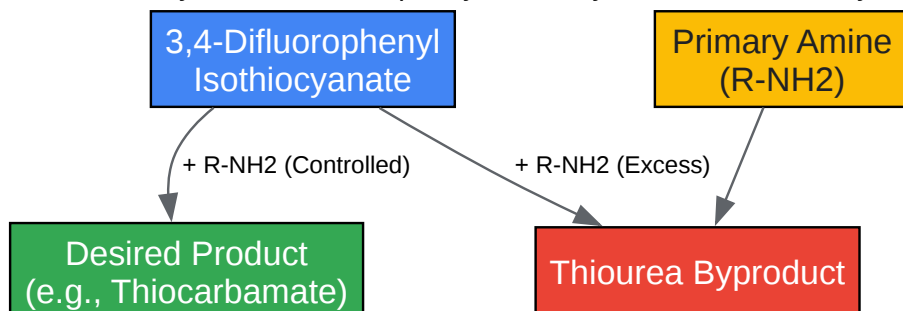 3,4-Difluorophenyl
Isothiocyanate
Primary Amine
(R-NH2)
+ R-NH2 (Controlled)
+ R-NH2 (Excess)
Desired Product
(e.g., Thiocarbamate)
Thiourea Byproduct